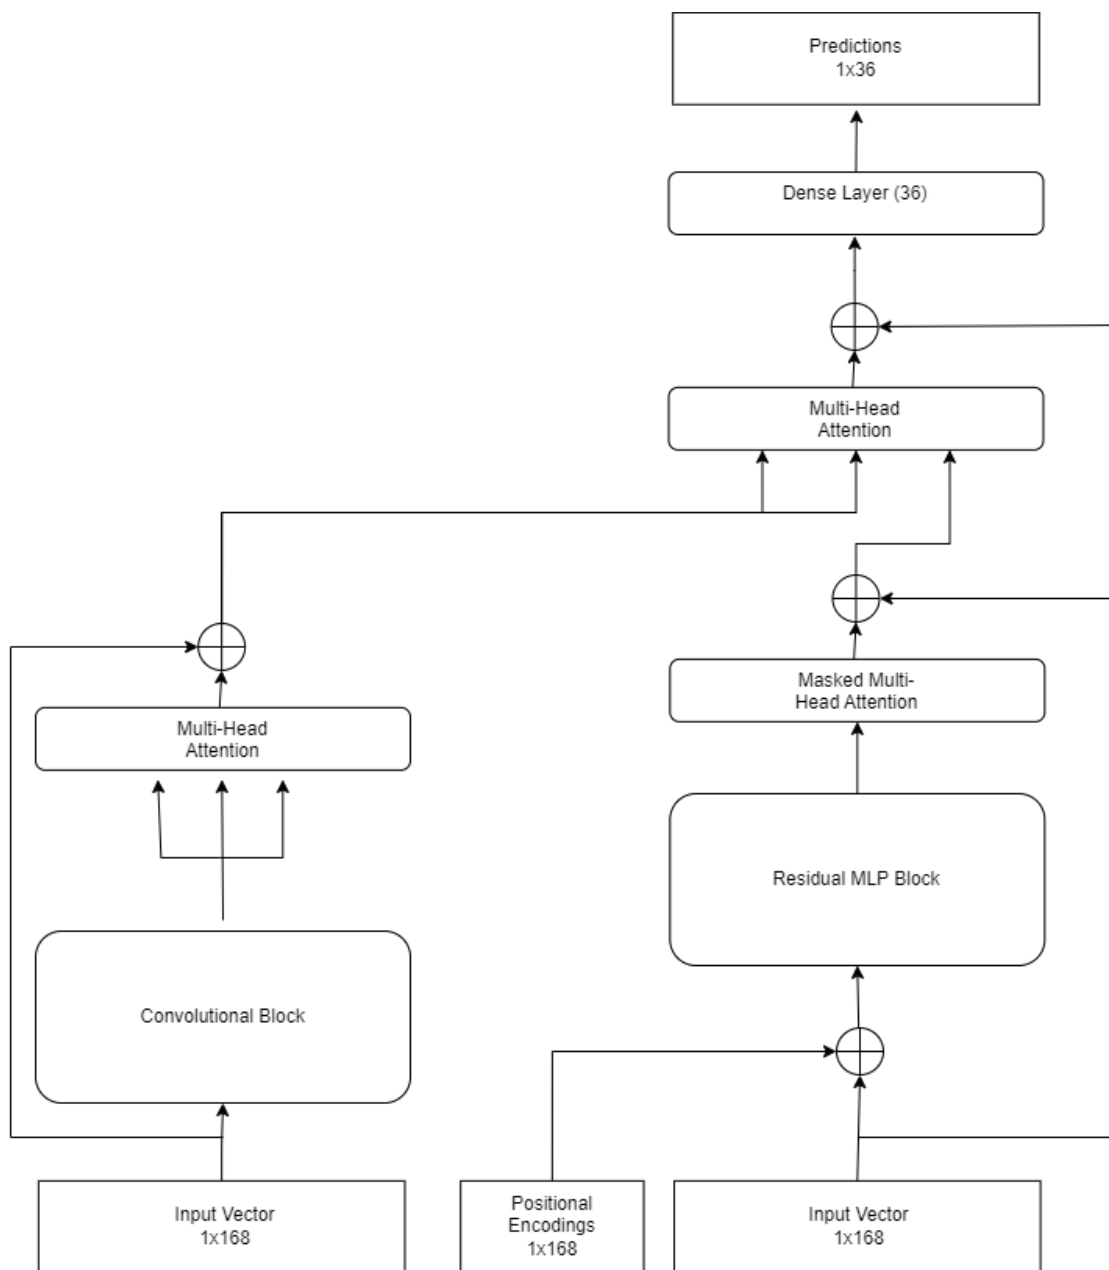 Predictions
1x36
Dense Layer (36)
Multi-Head
Attention
Masked Multi-
Head Attention
Multi-Head
Attention
Residual MLP Block
Convolutional Block
Input Vector
1x168
Positional
Encodings
1x168
Input Vector
1x168